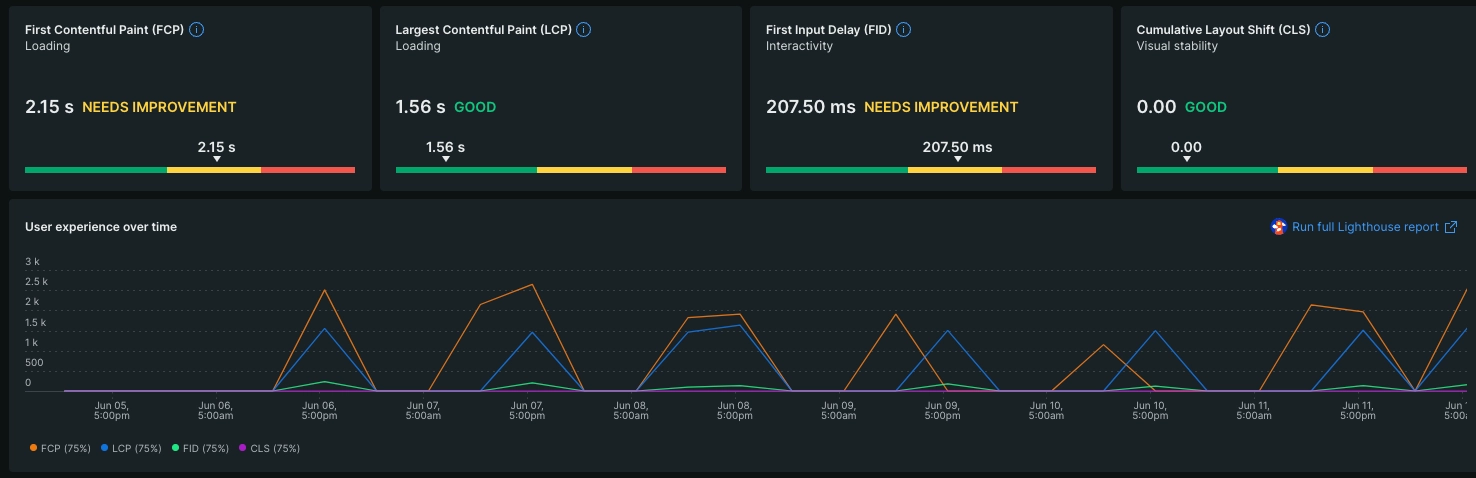 First Contentful Paint (FCP)
Loading
2.15 s NEEDS IMPROVEMENT
2.15 s
Largest Contentful Paint (LCP)
Loading
1.56 s GOOD
1.56 s
First Input Delay (FID)
Interactivity
207.50 ms NEEDS IMPROVEMENT
207.50 ms
Cumulative Layout Shift (CLS)
Visual stability
0.00 GOOD
0.00
User experience over time
Run full Lighthouse report
3 k
2.5 k
2 k
1.5 k
1 k
500
0
Jun 05,
5:00pm
Jun 06,
5:00am
Jun 06,
5:00pm
Jun 07,
5:00am
Jun 07,
5:00pm
Jun 08,
5:00am
Jun 08,
5:00pm
Jun 09,
5:00am
Jun 09,
5:00pm
Jun 10,
5:00am
Jun 10,
5:00pm
Jun 11,
5:00am
Jun 11,
5:00pm
Jun
FCP (75%) LCP (75%) FID (75%) CLS (75%)